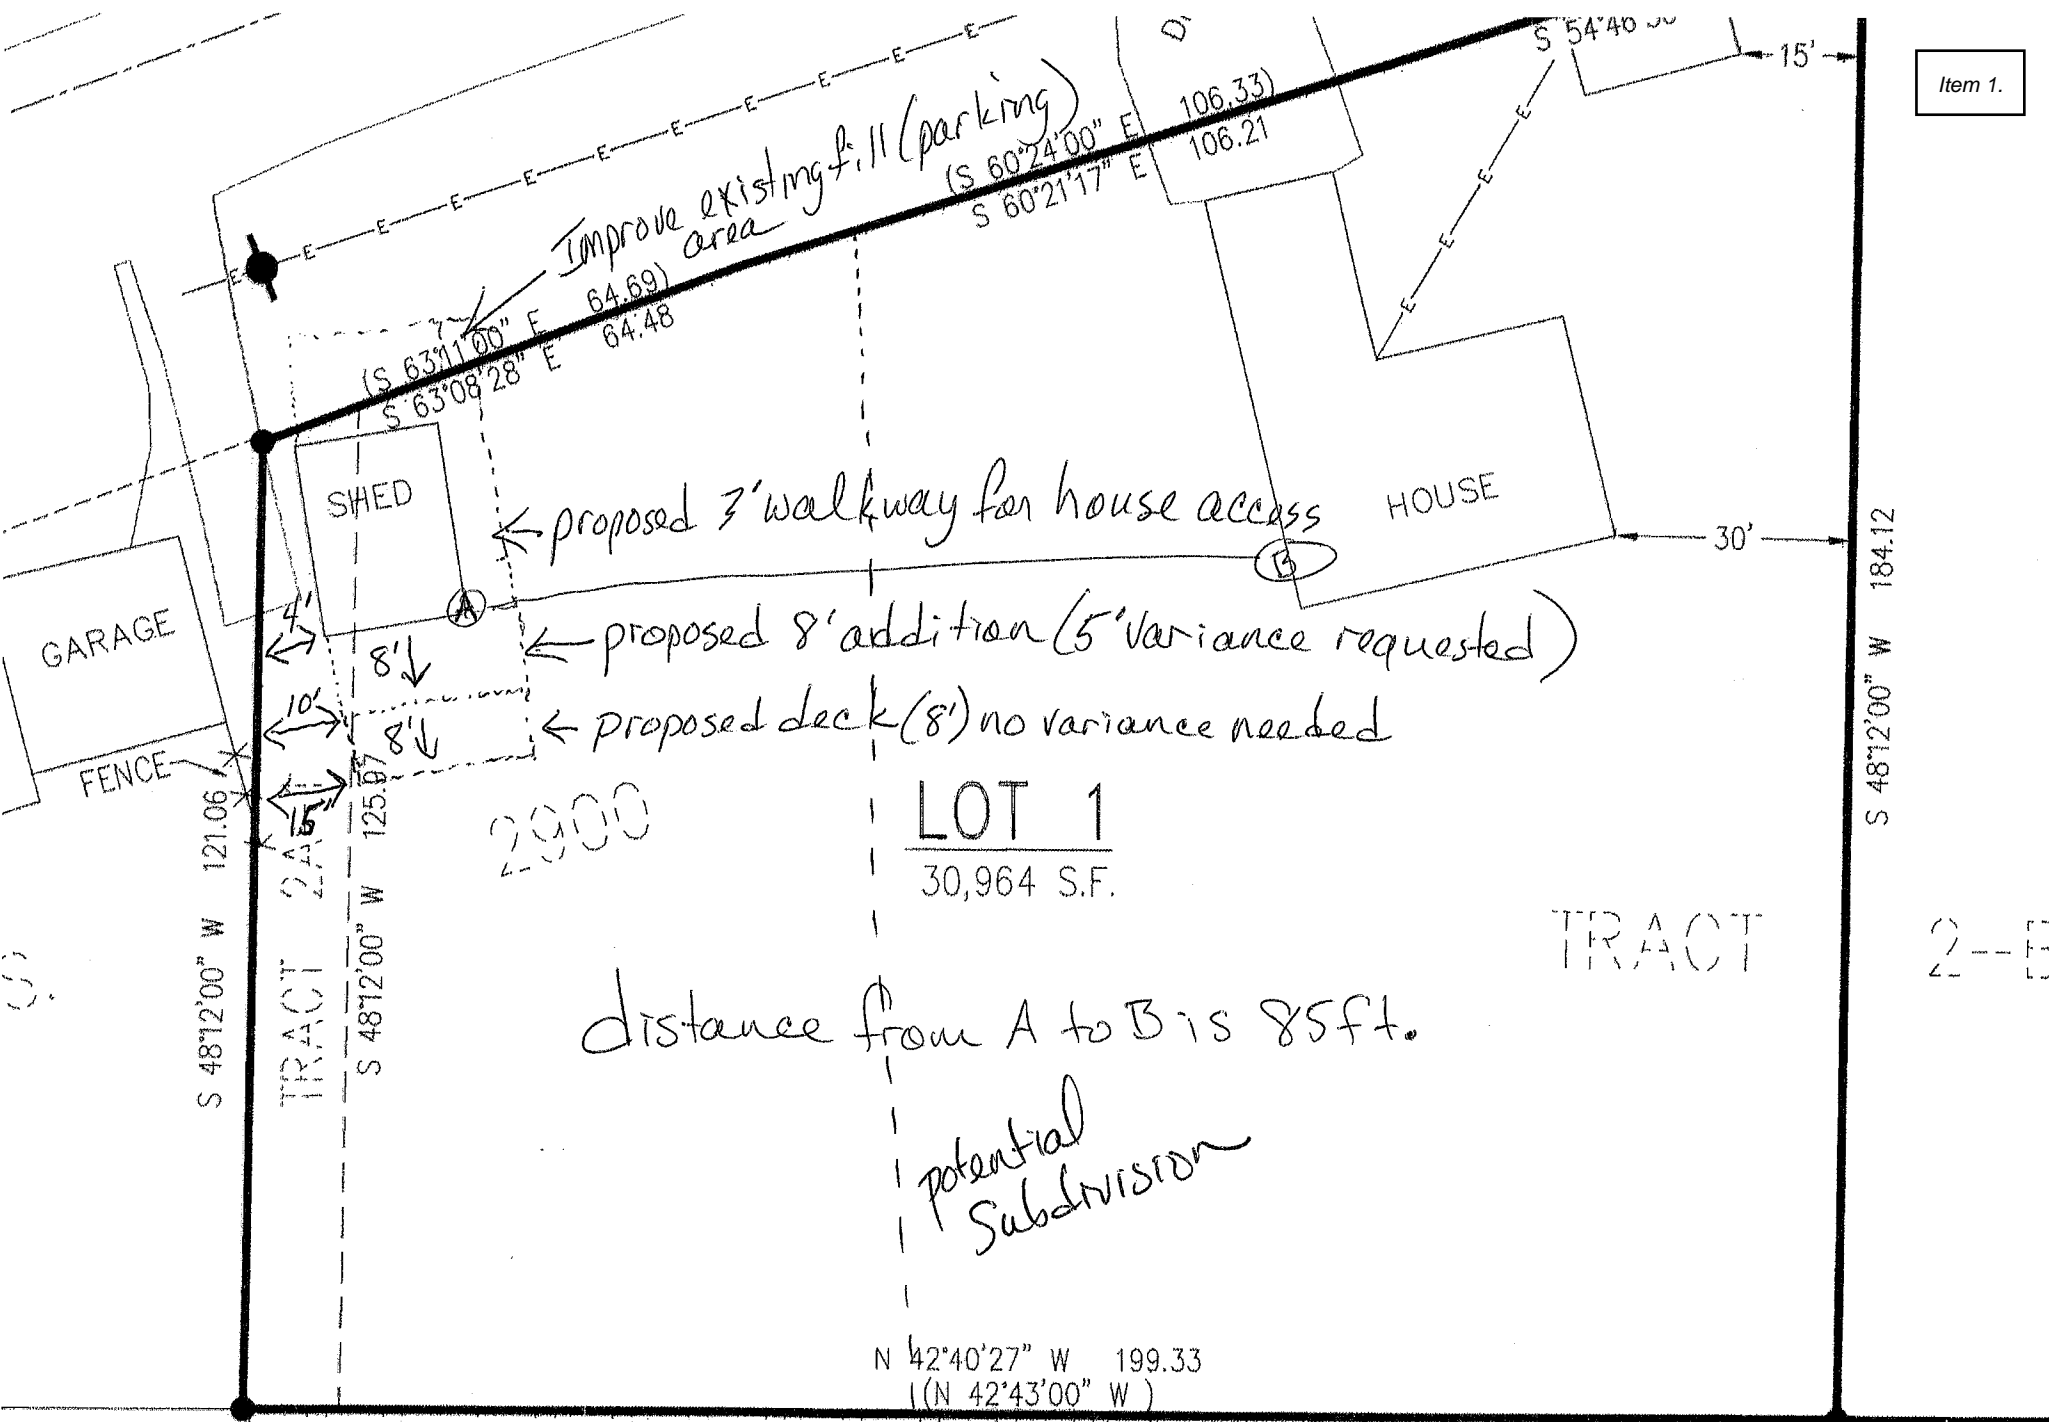 S 54°46'
15'
Item 1.
Improve existing fill (parking)
area
(S 60°24'00" E 106.33)
S 60°21'17" E 106.21
(S 63°11'00" E 64.69)
S 63°08'28" E 64.48
E E E E E E E E E E E
E E E E
SHED
proposed 3' walkway for house access
HOUSE
30'
A
B
GARAGE
4'
8'
proposed 8' addition (5' variance requested)
10'
8'
proposed deck (8') no variance needed
FENCE
15'
2900
LOT 1
30,964 S.F.
S 48°12'00" W 121.06
TRACT 2A
S 48°12'00" W 125.97
S 48°12'00" W 184.12
TRACT 2--B
distance from A to B is 85ft.
potential
Subdivision
N 42°40'27" W 199.33
(N 42°43'00" W )